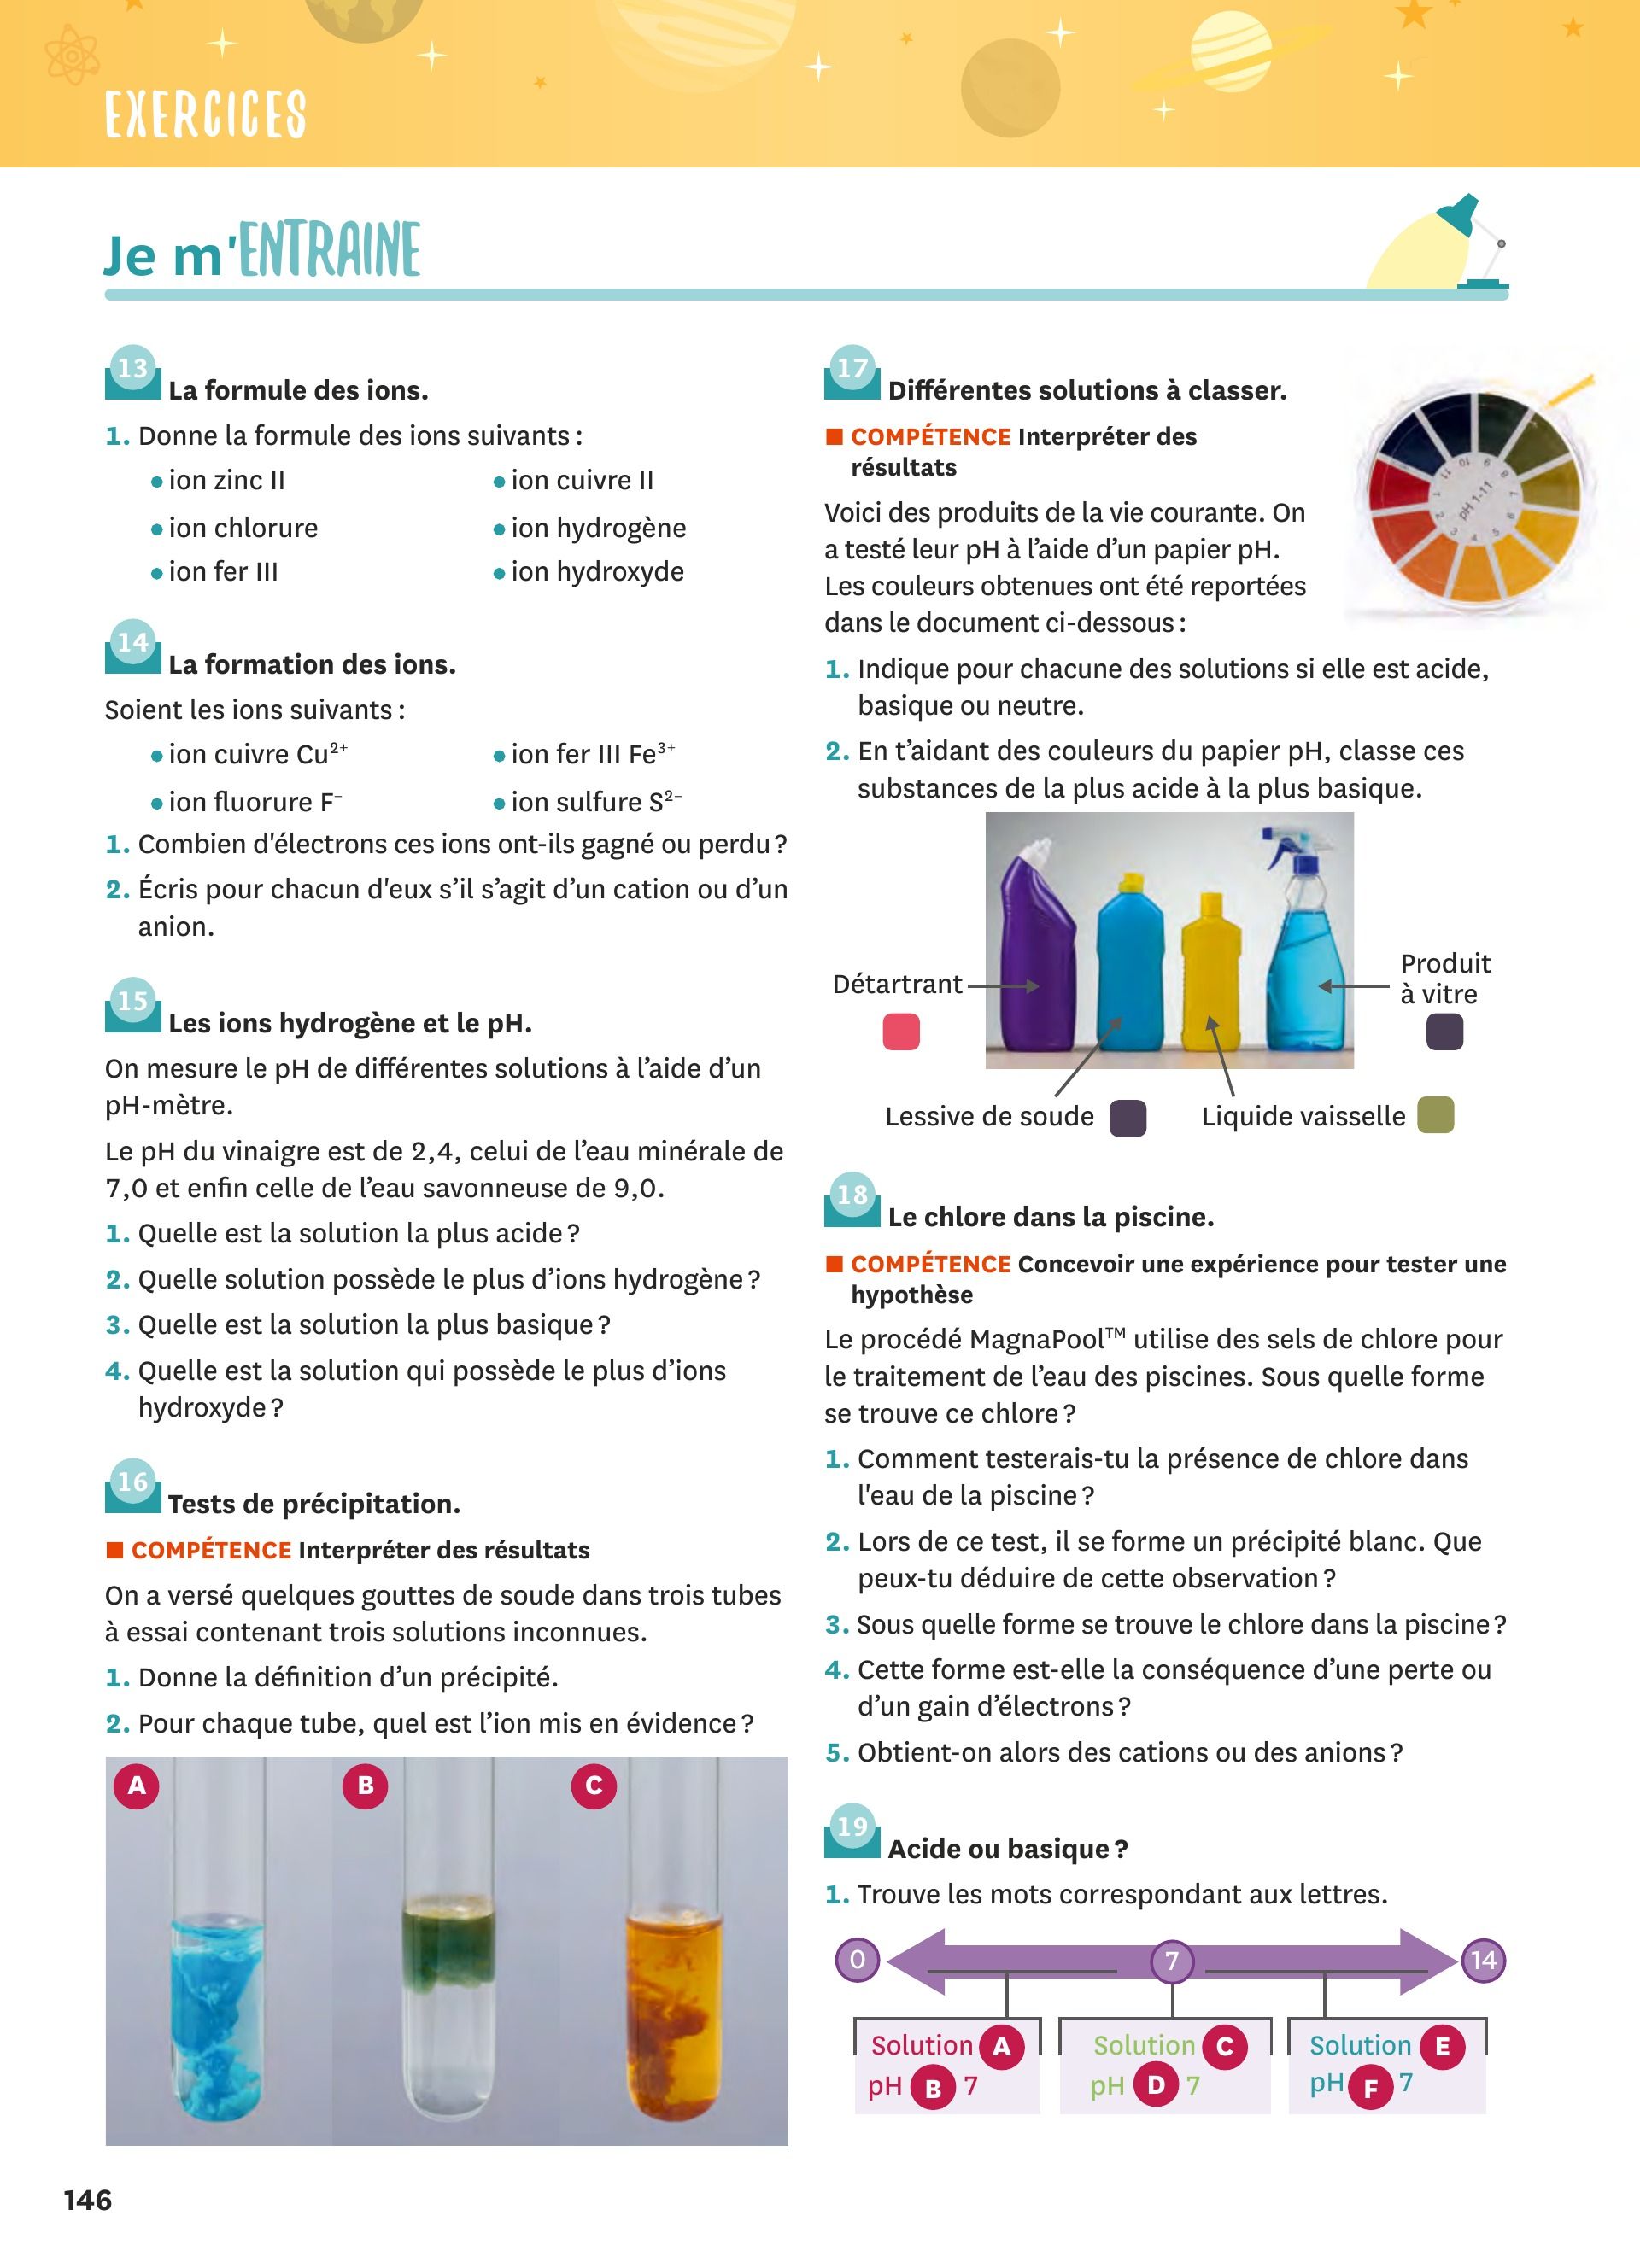 EXERCICES
Je m'ENTRAINE
13 La formule des ions.
1. Donne la formule des ions suivants :
• ion zinc II
• ion cuivre II
• ion chlorure
• ion hydrogène
• ion fer III
• ion hydroxyde
14 La formation des ions.
Soient les ions suivants :
• ion cuivre Cu²⁺
• ion fer III Fe³⁺
• ion fluorure F⁻
• ion sulfure S²⁻
1. Combien d'électrons ces ions ont-ils gagné ou perdu ?
2. Écris pour chacun d'eux s’il s’agit d’un cation ou d’un
anion.
15 Les ions hydrogène et le pH.
On mesure le pH de différentes solutions à l’aide d’un
pH-mètre.
Le pH du vinaigre est de 2,4, celui de l’eau minérale de
7,0 et enfin celle de l’eau savonneuse de 9,0.
1. Quelle est la solution la plus acide ?
2. Quelle solution possède le plus d’ions hydrogène ?
3. Quelle est la solution la plus basique ?
4. Quelle est la solution qui possède le plus d’ions
hydroxyde ?
16 Tests de précipitation.
■ COMPÉTENCE Interpréter des résultats
On a versé quelques gouttes de soude dans trois tubes
à essai contenant trois solutions inconnues.
1. Donne la définition d’un précipité.
2. Pour chaque tube, quel est l’ion mis en évidence ?
A
B
C
17 Différentes solutions à classer.
■ COMPÉTENCE Interpréter des
résultats
Voici des produits de la vie courante. On
a testé leur pH à l’aide d’un papier pH.
Les couleurs obtenues ont été reportées
dans le document ci-dessous :
pH 1-11
1. Indique pour chacune des solutions si elle est acide,
basique ou neutre.
2. En t’aidant des couleurs du papier pH, classe ces
substances de la plus acide à la plus basique.
Détartrant
Produit
à vitre
Lessive de soude
Liquide vaisselle
18 Le chlore dans la piscine.
■ COMPÉTENCE Concevoir une expérience pour tester une
hypothèse
Le procédé MagnaPool™ utilise des sels de chlore pour
le traitement de l’eau des piscines. Sous quelle forme
se trouve ce chlore ?
1. Comment testerais-tu la présence de chlore dans
l'eau de la piscine ?
2. Lors de ce test, il se forme un précipité blanc. Que
peux-tu déduire de cette observation ?
3. Sous quelle forme se trouve le chlore dans la piscine ?
4. Cette forme est-elle la conséquence d’une perte ou
d’un gain d’électrons ?
5. Obtient-on alors des cations ou des anions ?
19 Acide ou basique ?
1. Trouve les mots correspondant aux lettres.
0 7 14
Solution A
pH B 7
Solution C
pH D 7
Solution E
pH F 7
146